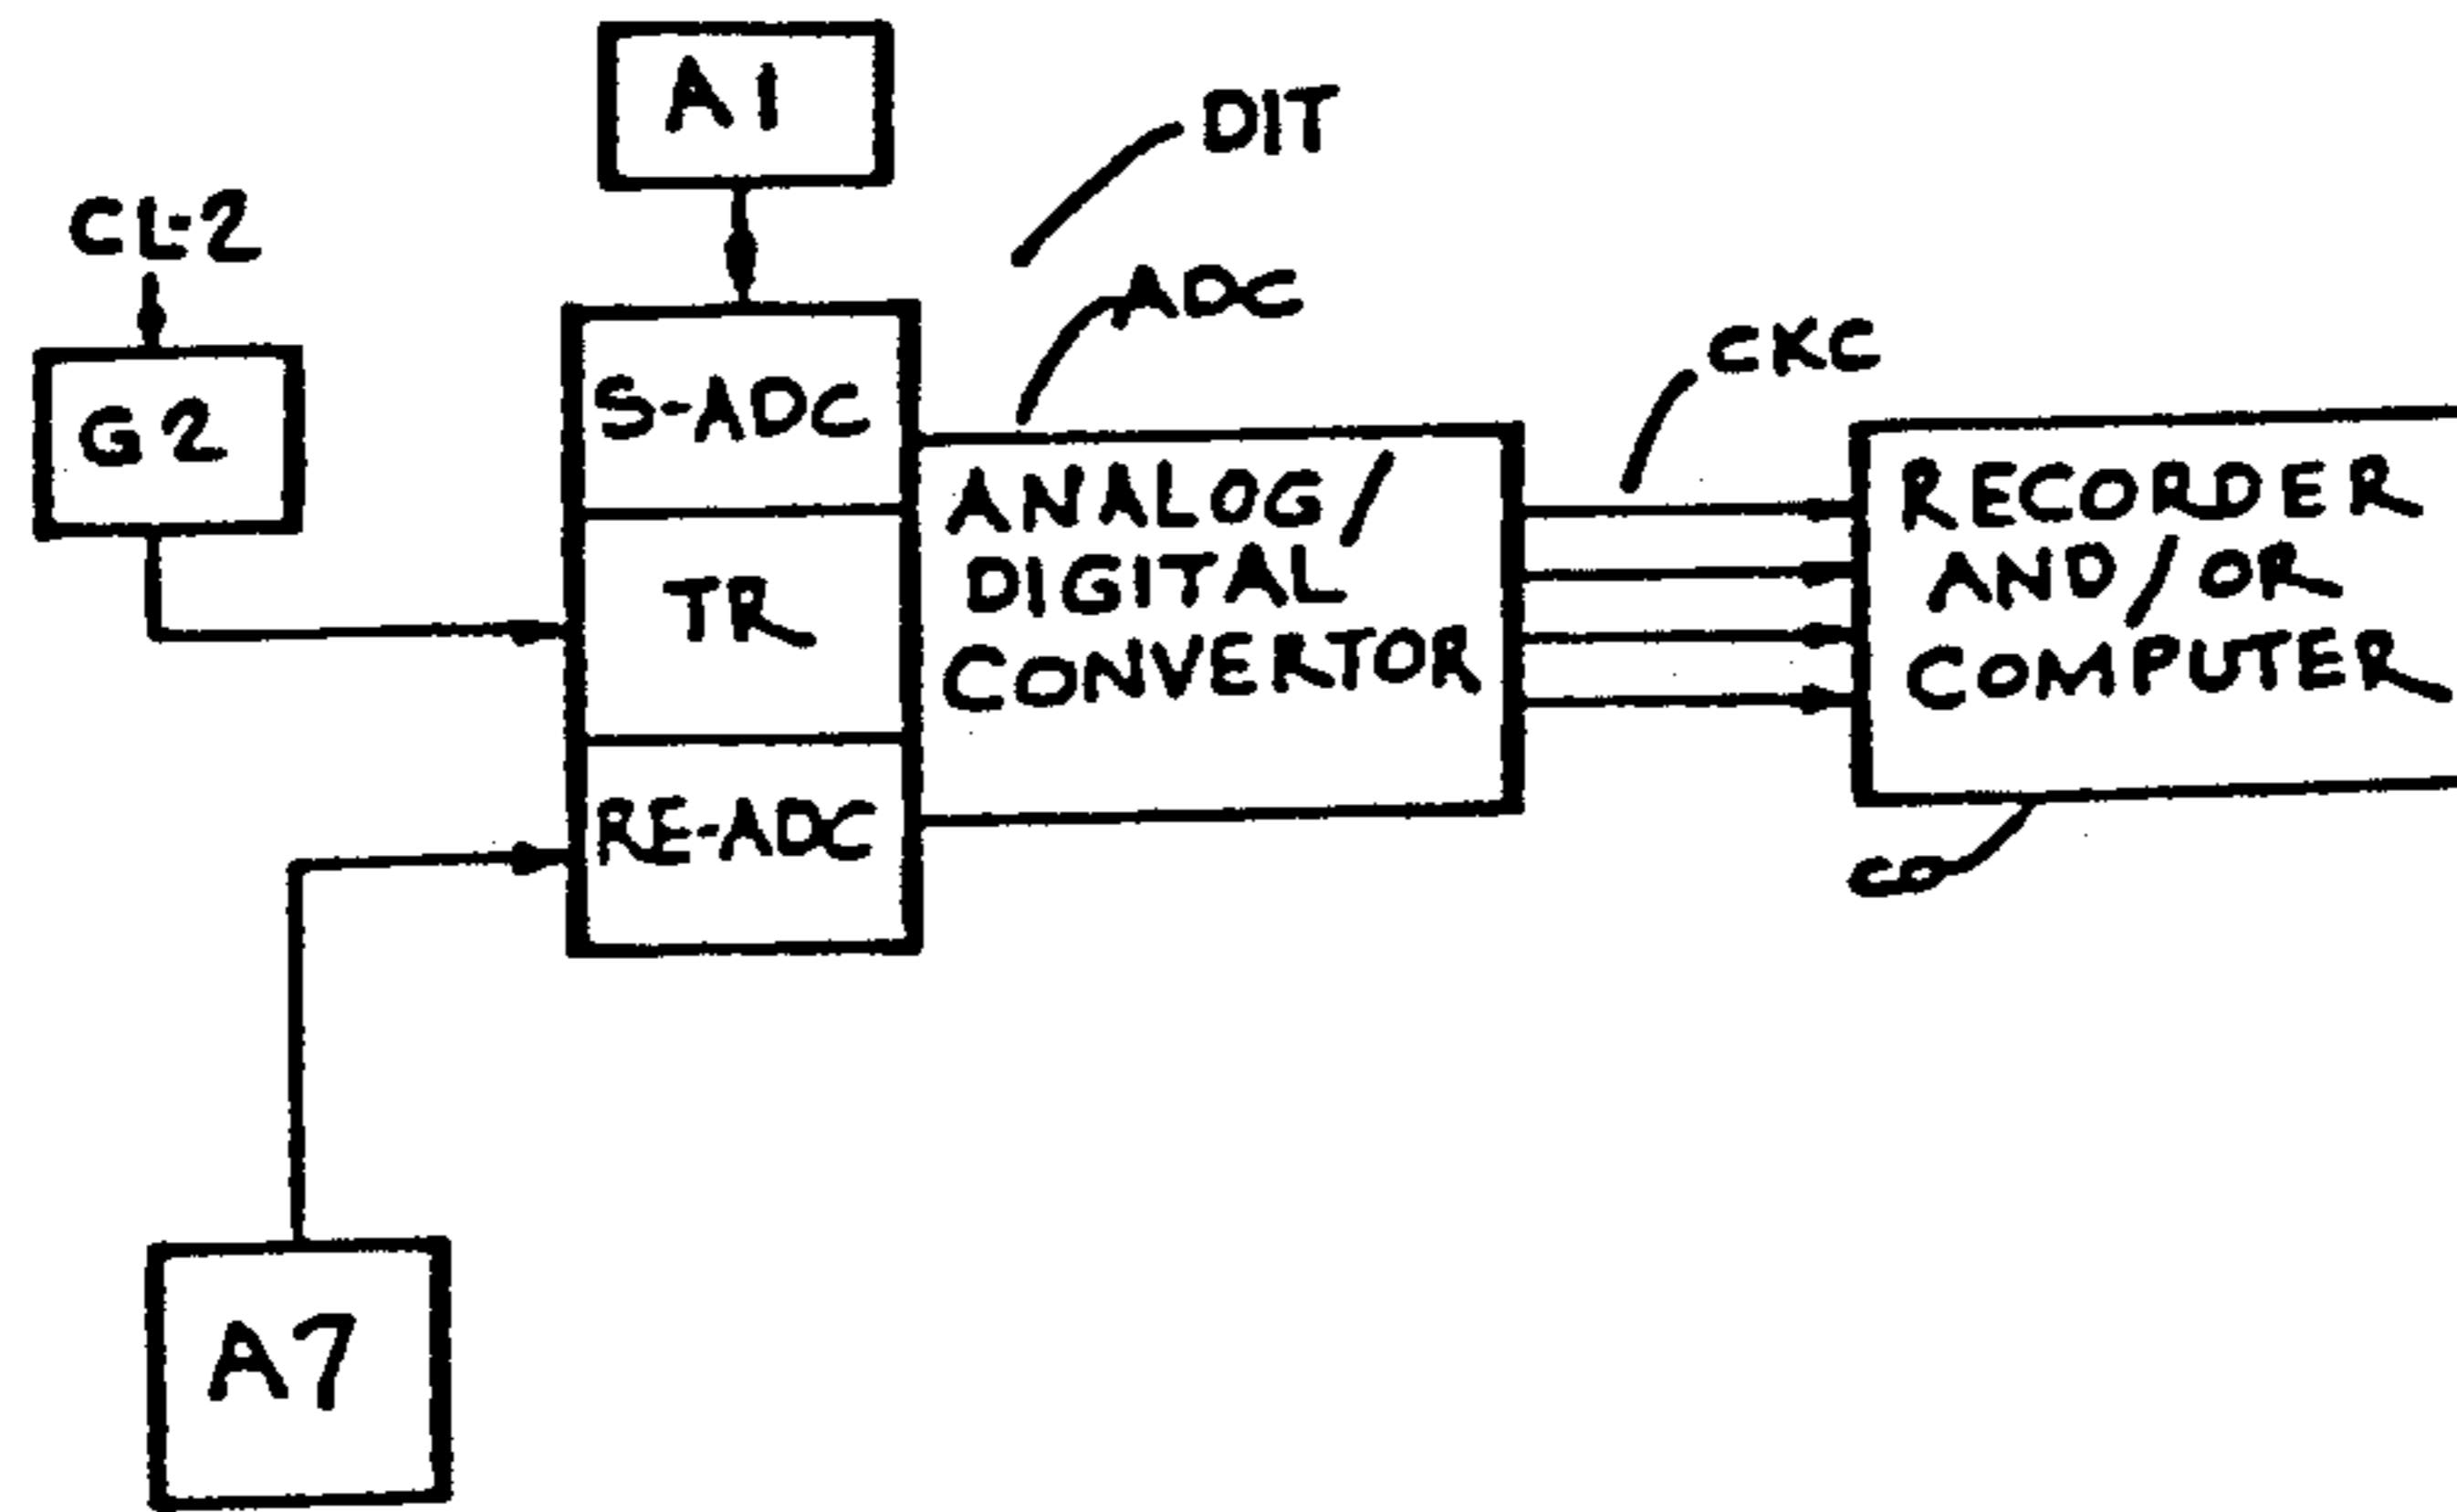 A1
DIT
CL-2
ADC
CKC
G2
S-ADC
ANALOG/
DIGITAL
CONVERTOR
RECORDER
AND/OR
COMPUTER
TR
RE-ADC
CO
A7